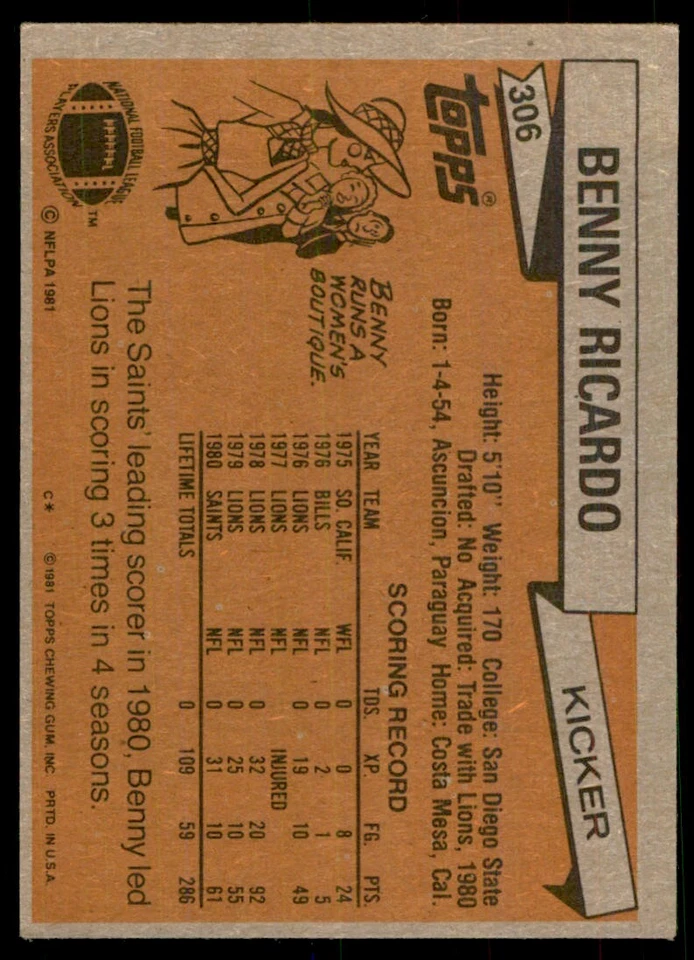 306
BENNY RICARDO
KICKER
TOPPS®
Height: 5'10" Weight: 170 College: San Diego State
Drafted: No Acquired: Trade with Lions, 1980
Born: 1-4-54, Ascuncion, Paraguay Home: Costa Mesa, Cal.
BENNY
RUNS A
WOMEN'S
BOUTIQUE.
SCORING RECORD
YEAR TEAM TDS. XP. FG. PTS.
1975 SO. CALIF WFL 0 0 8 24
1976 BILLS NFL 0 2 1 5
1976 LIONS NFL 0 19 10 49
1977 LIONS NFL INJURED
1978 LIONS NFL 0 32 20 92
1979 LIONS NFL 0 25 10 55
1980 SAINTS NFL 0 31 10 61
LIFETIME TOTALS 0 109 59 286
The Saints' leading scorer in 1980, Benny led
Lions in scoring 3 times in 4 seasons.
NATIONAL FOOTBALL LEAGUE
PLAYERS ASSOCIATION
TM
© NFLPA 1981
C* © 1981 TOPPS CHEWING GUM, INC. PRTD. IN U.S.A.